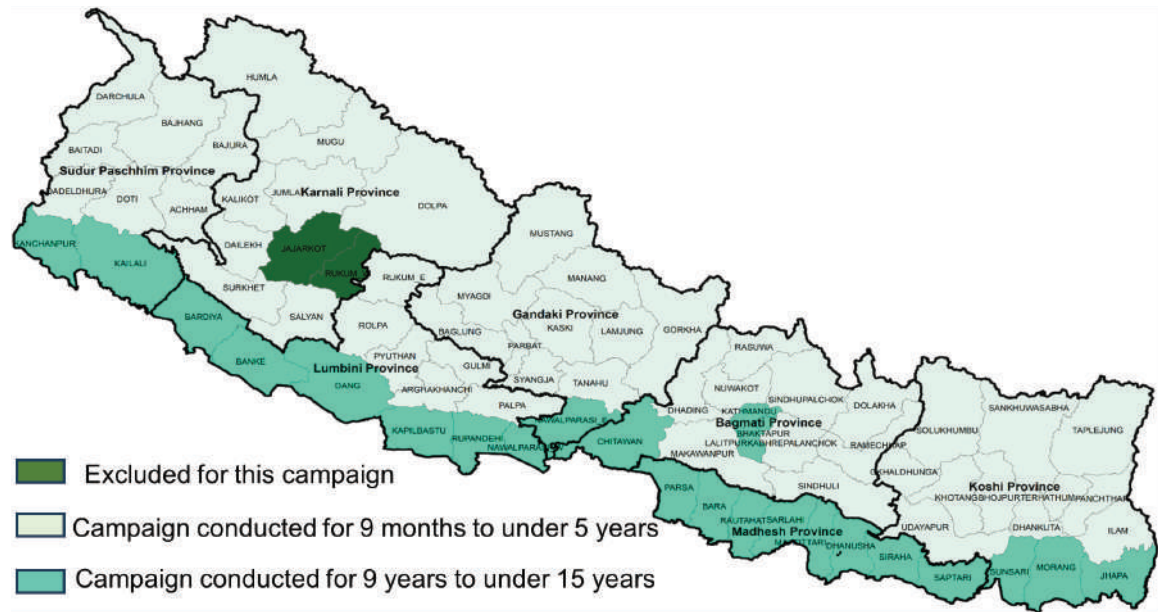 HUMLA
DARCHULA
BAJHANG
MUGU
BAITADI
BAJURA
Sudur Paschhim Province
DADELDHURA
DOTI
ACHHAM
KALIKOT
JUMLA
Karnali Province
DOLPA
KANCHANPUR
KAILALI
DAILEKH
JAJARKOT
RUKUM
RUKUM_E
SURKHET
SALYAN
MUSTANG
MANANG
MYAGDI
Gandaki Province
BARDIYA
BANKE
ROLPA
BAGLUNG
KASKI
LAMJUNG
GORKHA
PARBAT
PYUTHAN
GULMI
Lumbini Province
DANG
ARGHAKHANCHI
SYANGJA
TANAHU
PALPA
RASUWA
NUWAKOT
SINDHUPALCHOK
DOLAKHA
DHADING
KATHMANDU
Bagmati Province
BHAKTAPUR
LALITPUR
KABHREPALANCHOK
RAMECHHAP
MAKAWANPUR
SINDHULI
KAPILBASTU
RUPANDEHI
NAWALPARASI_E
CHITAWAN
SANKHUWASABHA
TAPLEJUNG
SOLUKHUMBU
OKHALDHUNGA
Koshi Province
KHOTANG
BHOJPUR
TERHATHUM
PANCHTHAR
UDAYAPUR
DHANKUTA
ILAM
PARSA
BARA
RAUTAHAT
SARLAHI
Madhesh Province
DHANUSHA
SIRAHA
SAPTARI
SUNSARI
MORANG
JHAPA
Excluded for this campaign
Campaign conducted for 9 months to under 5 years
Campaign conducted for 9 years to under 15 years